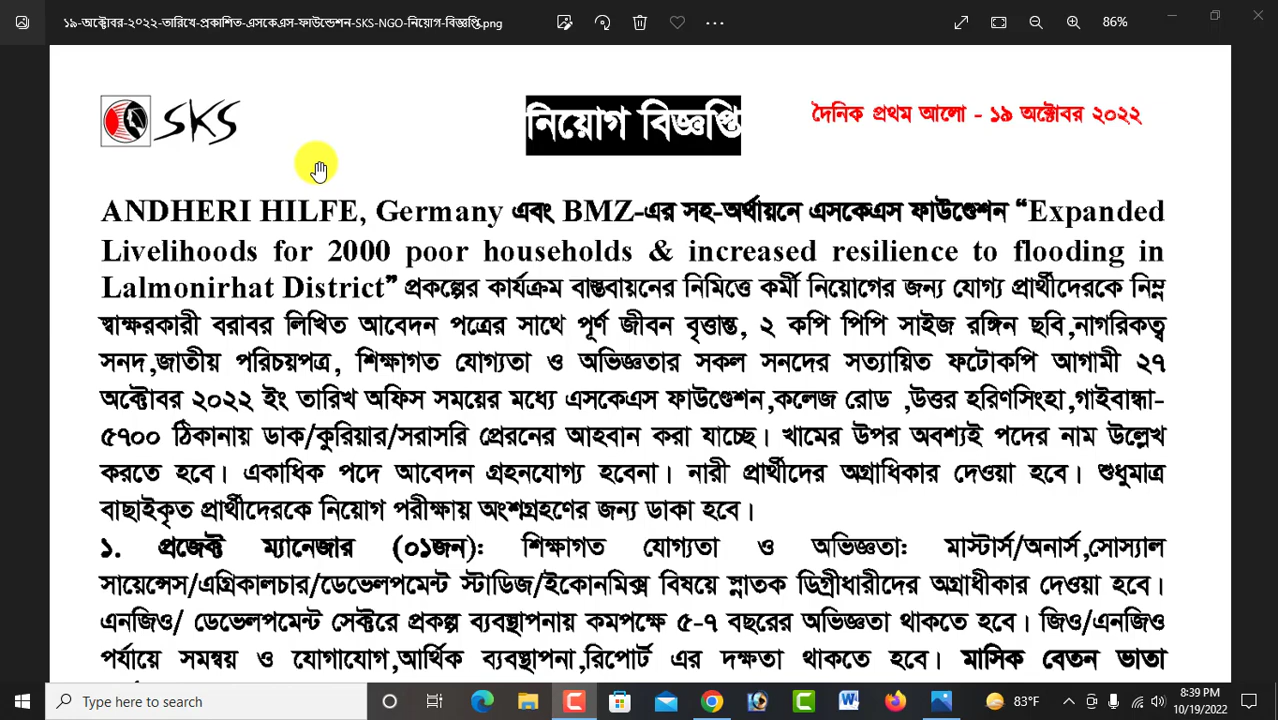 ১৯-অক্টোবর-২০২২-তারিখে-প্রকাশিত-এসকেএস-ফাউন্ডেশন-SKS-NGO-নিয়োগ-বিজ্ঞপ্তি.png
86%
SKS
নিয়োগ বিজ্ঞপ্তি
দৈনিক প্রথম আলো - ১৯ অক্টোবর ২০২২
ANDHERI HILFE, Germany এবং BMZ-এর সহ-অর্থায়নে এসকেএস ফাউণ্ডেশন “Expanded
Livelihoods for 2000 poor households & increased resilience to flooding in
Lalmonirhat District” প্রকল্পের কার্যক্রম বাস্তবায়নের নিমিত্তে কর্মী নিয়োগের জন্য যোগ্য প্রার্থীদেরকে নিম্ন
স্বাক্ষরকারী বরাবর লিখিত আবেদন পত্রের সাথে পূর্ণ জীবন বৃত্তান্ত, ২ কপি পিপি সাইজ রঙ্গিন ছবি,নাগরিকত্ব
সনদ,জাতীয় পরিচয়পত্র, শিক্ষাগত যোগ্যতা ও অভিজ্ঞতার সকল সনদের সত্যায়িত ফটোকপি আগামী ২৭
অক্টোবর ২০২২ ইং তারিখ অফিস সময়ের মধ্যে এসকেএস ফাউণ্ডেশন,কলেজ রোড ,উত্তর হরিণসিংহা,গাইবান্ধা-
৫৭০০ ঠিকানায় ডাক/কুরিয়ার/সরাসরি প্রেরনের আহবান করা যাচ্ছে। খামের উপর অবশ্যই পদের নাম উল্লেখ
করতে হবে। একাধিক পদে আবেদন গ্রহনযোগ্য হবেনা। নারী প্রার্থীদের অগ্রাধিকার দেওয়া হবে। শুধুমাত্র
বাছাইকৃত প্রার্থীদেরকে নিয়োগ পরীক্ষায় অংশগ্রহণের জন্য ডাকা হবে।
১. প্রজেক্ট ম্যানেজার (০১জন): শিক্ষাগত যোগ্যতা ও অভিজ্ঞতা: মাস্টার্স/অনার্স,সোস্যাল
সায়েন্সেস/এগ্রিকালচার/ডেভেলপমেন্ট স্টাডিজ/ইকোনমিক্স বিষয়ে স্নাতক ডিগ্রীধারীদের অগ্রাধীকার দেওয়া হবে।
এনজিও/ ডেভেলপমেন্ট সেক্টরে প্রকল্প ব্যবস্থাপনায় কমপক্ষে ৫-৭ বছরের অভিজ্ঞতা থাকতে হবে। জিও/এনজিও
পর্যায়ে সমন্বয় ও যোগাযোগ,আর্থিক ব্যবস্থাপনা,রিপোর্ট এর দক্ষতা থাকতে হবে। মাসিক বেতন ভাতা
Type here to search
83°F
8:39 PM
10/19/2022